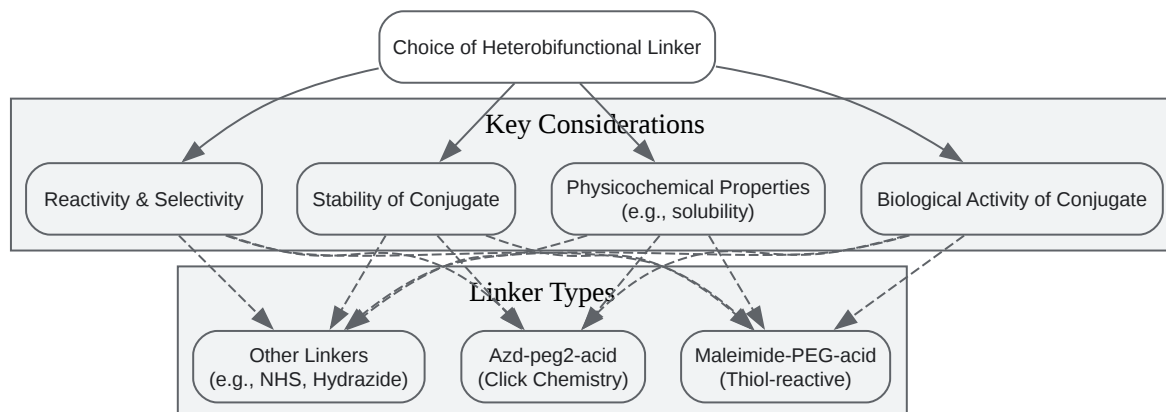 Choice of Heterobifunctional Linker
Key Considerations
Reactivity & Selectivity
Stability of Conjugate
Physicochemical Properties
(e.g., solubility)
Biological Activity of Conjugate
Linker Types
Other Linkers
(e.g., NHS, Hydrazide)
Azd-peg2-acid
(Click Chemistry)
Maleimide-PEG-acid
(Thiol-reactive)